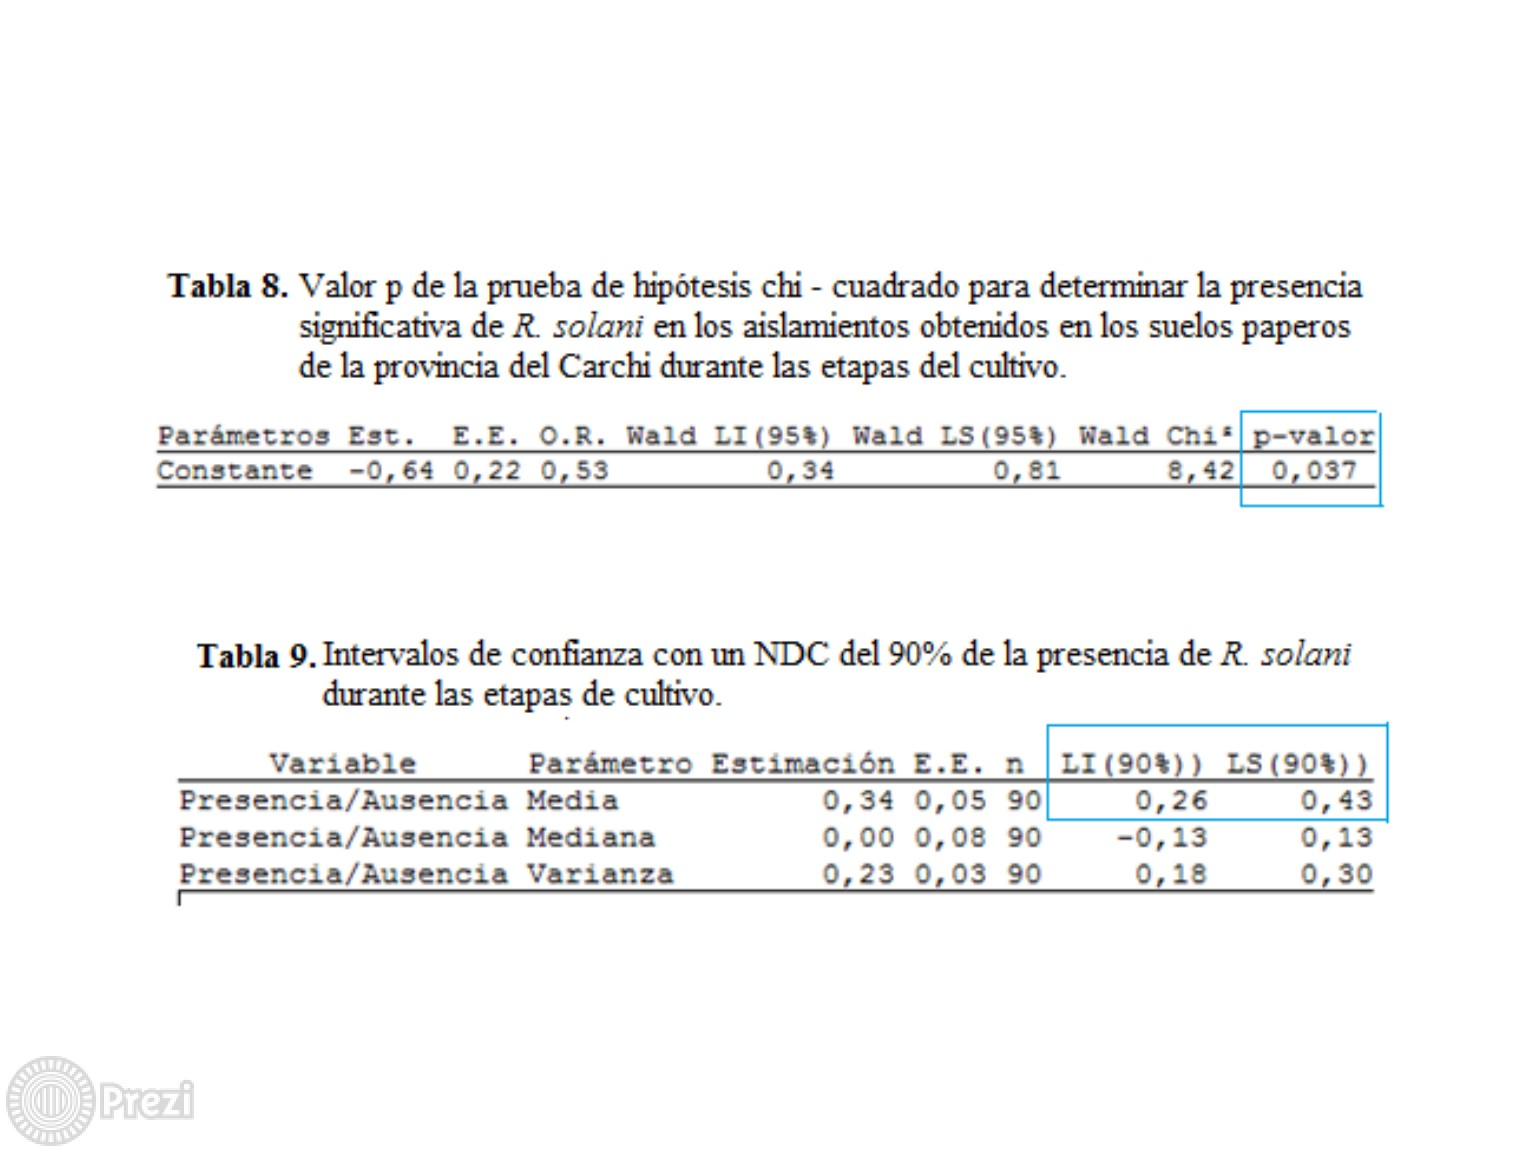 Tabla 8. Valor p de la prueba de hipótesis chi - cuadrado para determinar la presencia
significativa de R. solani en los aislamientos obtenidos en los suelos paperos
de la provincia del Carchi durante las etapas del cultivo.
Parámetros Est. E.E. O.R. Wald LI(95%) Wald LS(95%) Wald Chi² p-valor
Constante -0,64 0,22 0,53 0,34 0,81 8,42 0,037
Tabla 9. Intervalos de confianza con un NDC del 90% de la presencia de R. solani
durante las etapas de cultivo.
Variable Parámetro Estimación E.E. n LI(90%)) LS(90%))
Presencia/Ausencia Media 0,34 0,05 90 0,26 0,43
Presencia/Ausencia Mediana 0,00 0,08 90 -0,13 0,13
Presencia/Ausencia Varianza 0,23 0,03 90 0,18 0,30
Prezi